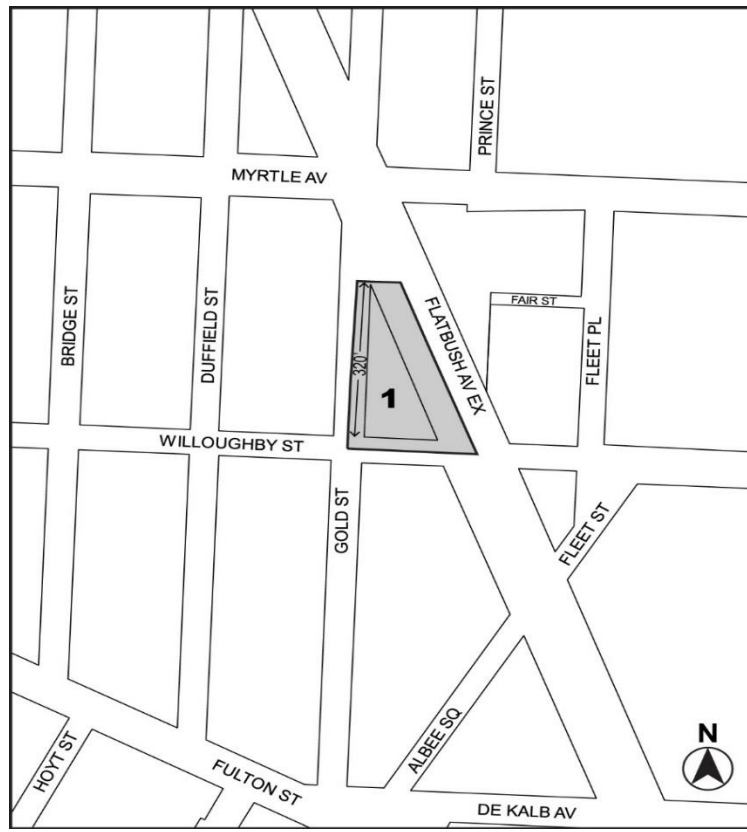 PRINCE ST
MYRTLE AV
BRIDGE ST
DUFFIELD ST
320'
1
FLATBUSH AV EX
FAIR ST
FLEET PL
WILLOUGHBY ST
GOLD ST
FLEET ST
HOYT ST
FULTON ST
ALBEE SQ
N
DE KALB AV